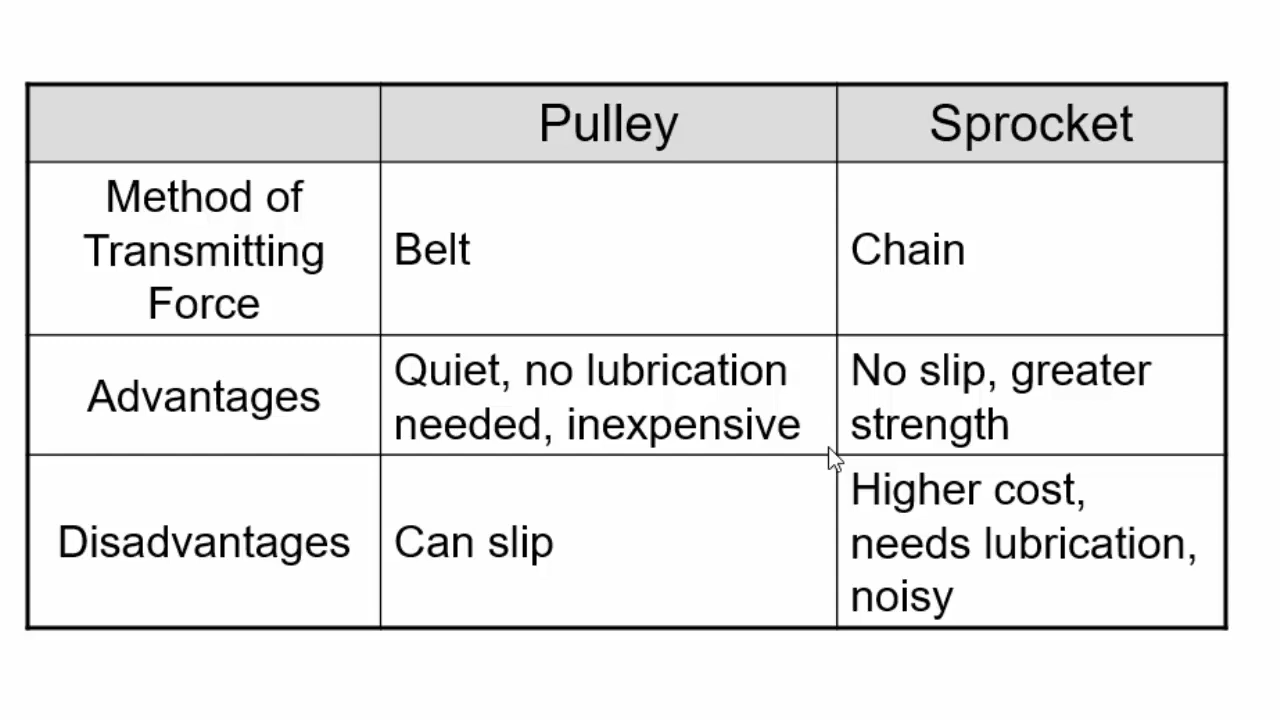 Pulley
Sprocket
Method of
Transmitting
Force
Belt
Chain
Advantages
Quiet, no lubrication
needed, inexpensive
No slip, greater
strength
Disadvantages
Can slip
Higher cost,
needs lubrication,
noisy